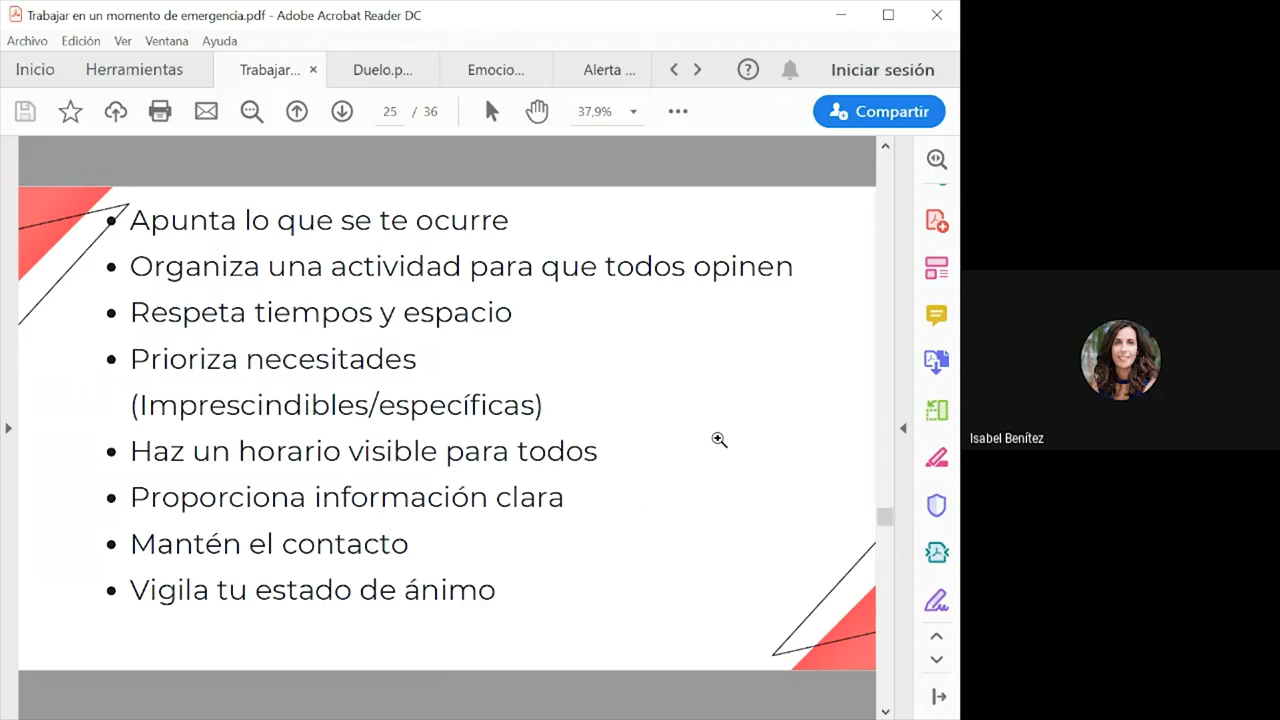 Trabajar en un momento de emergencia.pdf - Adobe Acrobat Reader DC
Archivo Edición Ver Ventana Ayuda
Inicio Herramientas Trabajar... × Duelo.p... Emocio... Alerta ... Iniciar sesión
25 / 36 37,9% Compartir
• Apunta lo que se te ocurre
• Organiza una actividad para que todos opinen
• Respeta tiempos y espacio
• Prioriza necesitades
(Imprescindibles/específicas)
• Haz un horario visible para todos
• Proporciona información clara
• Mantén el contacto
• Vigila tu estado de ánimo
Isabel Benítez